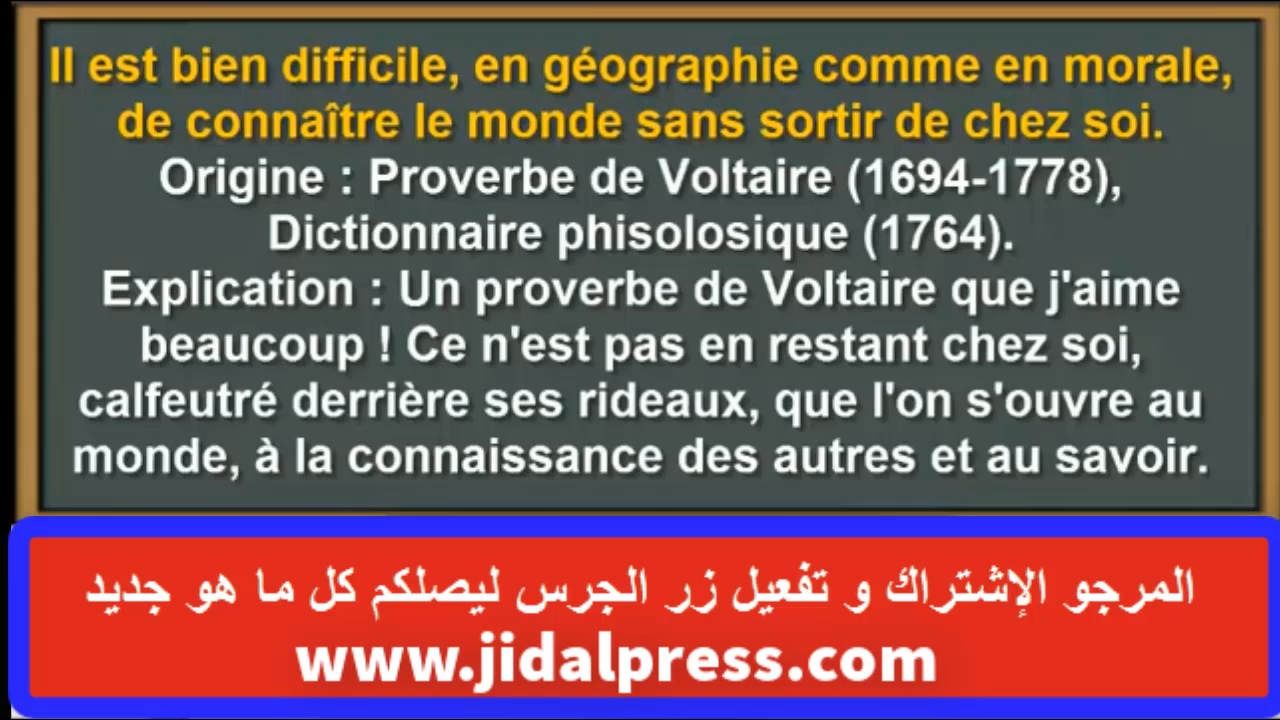 Il est bien difficile, en géographie comme en morale,
de connaître le monde sans sortir de chez soi.
Origine : Proverbe de Voltaire (1694-1778),
Dictionnaire phisolosique (1764).
Explication : Un proverbe de Voltaire que j'aime
beaucoup ! Ce n'est pas en restant chez soi,
calfeutré derrière ses rideaux, que l'on s'ouvre au
monde, à la connaissance des autres et au savoir.
المرجو الإشتراك و تفعيل زر الجرس ليصلكم كل ما هو جديد
www.jidalpress.com